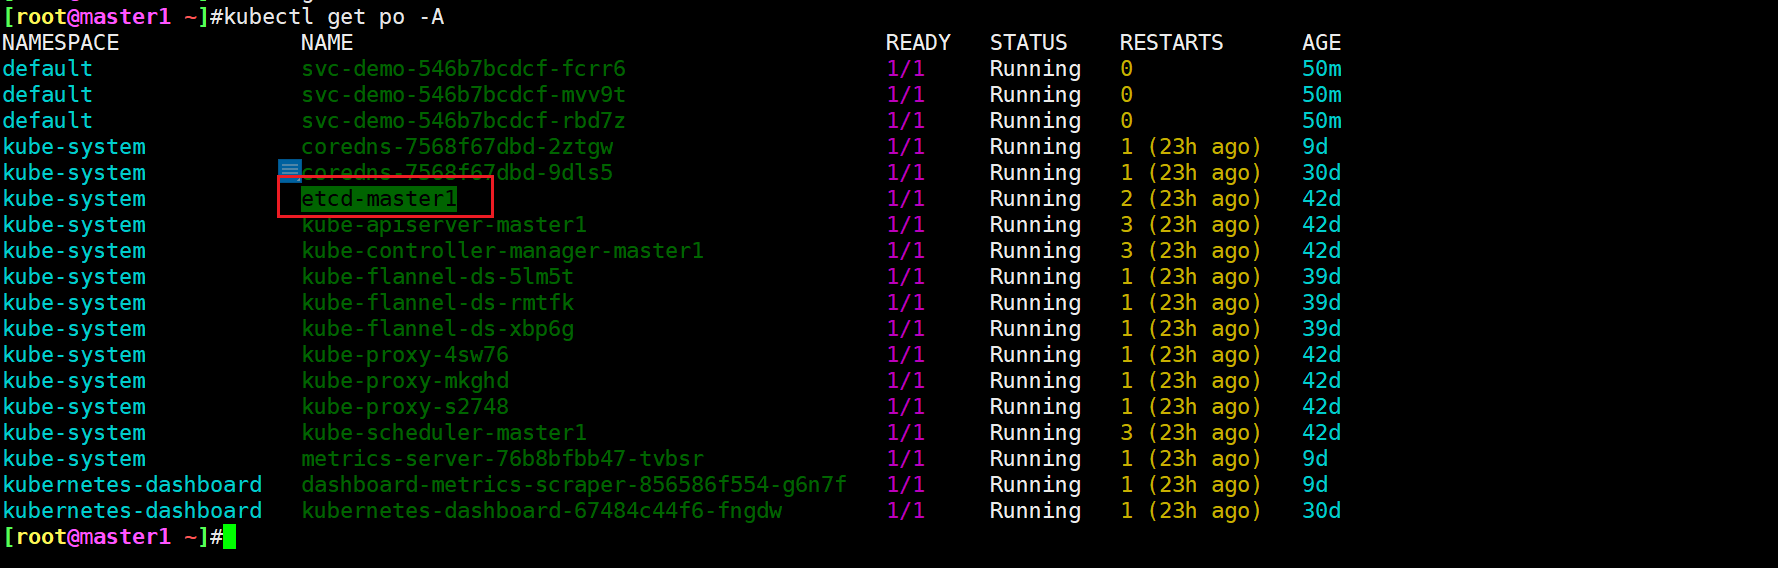 [root@master1 ~]#kubectl get po -A
NAMESPACE NAME READY STATUS RESTARTS AGE
default svc-demo-546b7bcdcf-fcrr6 1/1 Running 0 50m
default svc-demo-546b7bcdcf-mvv9t 1/1 Running 0 50m
default svc-demo-546b7bcdcf-rbd7z 1/1 Running 0 50m
kube-system coredns-7568f67dbd-2ztgw 1/1 Running 1 (23h ago) 9d
kube-system coredns-7568f67dbd-9dls5 1/1 Running 1 (23h ago) 30d
kube-system etcd-master1 1/1 Running 2 (23h ago) 42d
kube-system kube-apiserver-master1 1/1 Running 3 (23h ago) 42d
kube-system kube-controller-manager-master1 1/1 Running 3 (23h ago) 42d
kube-system kube-flannel-ds-5lm5t 1/1 Running 1 (23h ago) 39d
kube-system kube-flannel-ds-rmtfk 1/1 Running 1 (23h ago) 39d
kube-system kube-flannel-ds-xbp6g 1/1 Running 1 (23h ago) 39d
kube-system kube-proxy-4sw76 1/1 Running 1 (23h ago) 42d
kube-system kube-proxy-mkghd 1/1 Running 1 (23h ago) 42d
kube-system kube-proxy-s2748 1/1 Running 1 (23h ago) 42d
kube-system kube-scheduler-master1 1/1 Running 3 (23h ago) 42d
kube-system metrics-server-76b8bfbb47-tvbsr 1/1 Running 1 (23h ago) 9d
kubernetes-dashboard dashboard-metrics-scraper-856586f554-g6n7f 1/1 Running 1 (23h ago) 9d
kubernetes-dashboard kubernetes-dashboard-67484c44f6-fngdw 1/1 Running 1 (23h ago) 30d
[root@master1 ~]#